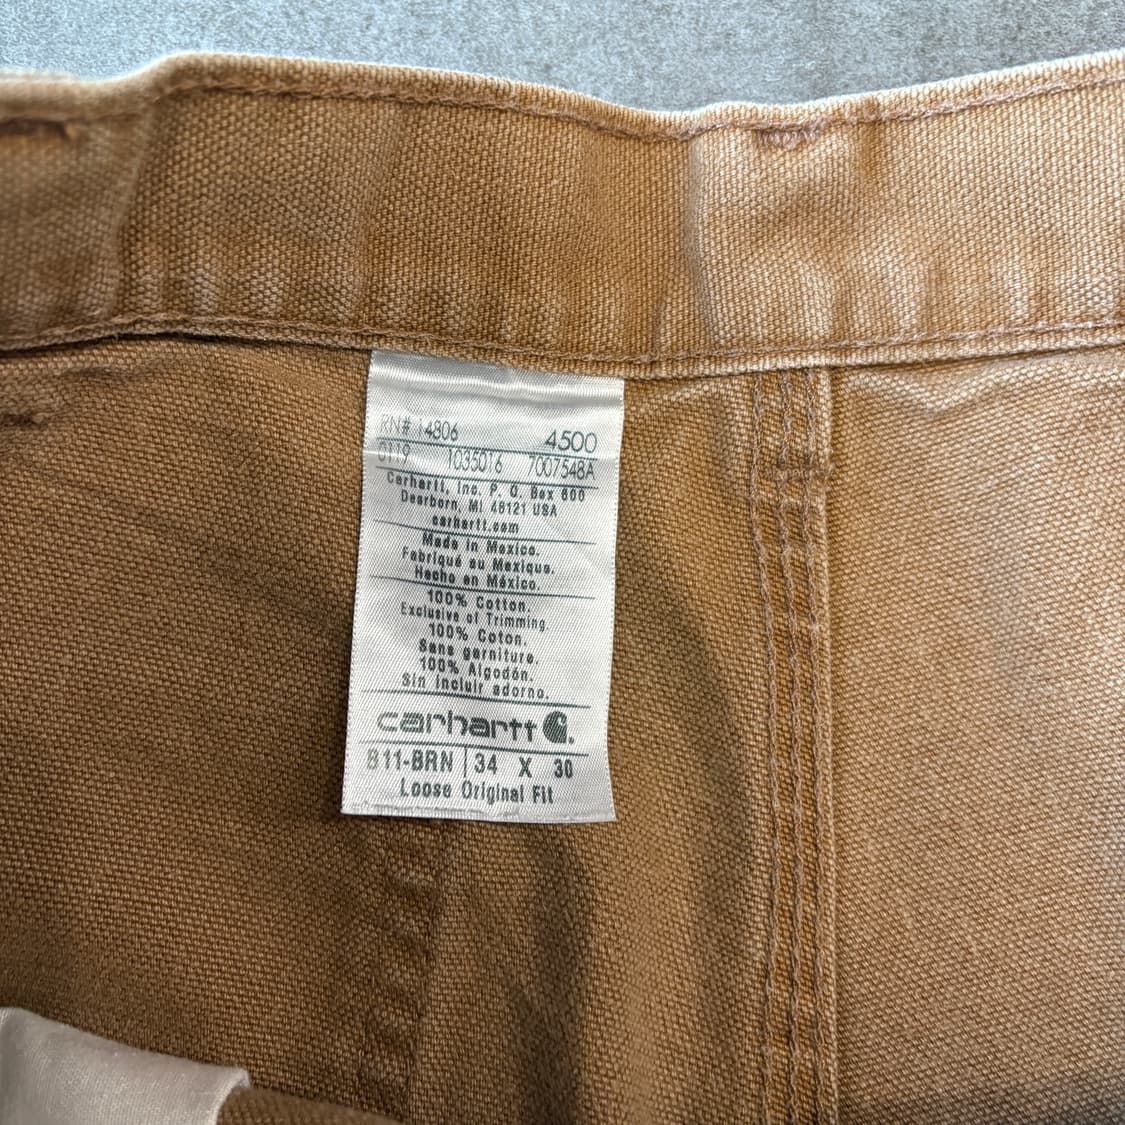 RN# 14806 4500
0119 1035016 7007548A
Carhartt, Inc. P. O. Box 600
Dearborn, MI 48121 USA
carhartt.com
Made in Mexico.
Fabriqué au Mexique.
Hecho en México.
100% Cotton.
Exclusive of Trimming.
100% Coton.
Sans garniture.
100% Algodón.
Sin incluir adorno.
carhartt
B11-BRN 34 X 30
Loose Original Fit